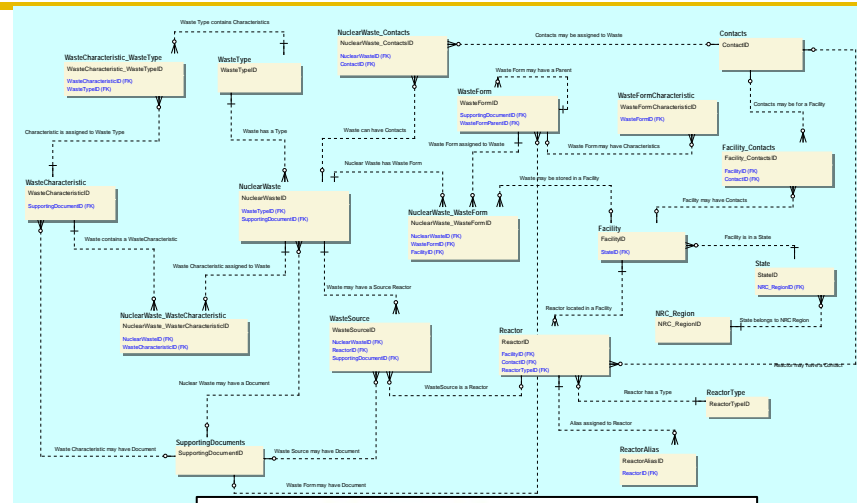 Waste Type contains Characteristics
NuclearWaste_Contacts
NuclearWaste_ContactsID
NuclearWasteID (FK)
ContactID (FK)
Contacts may be assigned to Waste
Contacts
ContactID
WasteCharacteristic_WasteType
WasteCharacteristic_WasteTypeID
WasteCharacteristicID (FK)
WasteTypeID (FK)
WasteType
WasteTypeID
Waste Form may have a Parent
WasteForm
WasteFormID
SupportingDocumentID (FK)
WasteFormParentID (FK)
WasteFormCharacteristic
WasteFormCharacteristicID
WasteFormID (FK)
Contacts may be for a Facility
Characteristic is assigned to Waste Type
Waste has a Type
Waste can have Contacts
Waste Form assigned to Waste
Waste Form may have Characteristics
Facility_Contacts
Facility_ContactsID
FacilityID (FK)
ContactID (FK)
Nuclear Waste has Waste Form
Waste may be stored in a Facility
WasteCharacteristic
WasteCharacteristicID
SupportingDocumentID (FK)
NuclearWaste
NuclearWasteID
WasteTypeID (FK)
SupportingDocumentID (FK)
NuclearWaste_WasteForm
NuclearWaste_WasteFormID
NuclearWasteID (FK)
WasteFormID (FK)
FacilityID (FK)
Facility may have Contacts
Facility
FacilityID
StateID (FK)
Facility is in a State
Waste contains a WasteCharacteristic
Waste Characteristic assigned to Waste
State
StateID
NRC_RegionID (FK)
Waste may have a Source Reactor
Reactor located in a Facility
NuclearWaste_WasteCharacteristic
NuclearWaste_WasterCharacteristicID
NuclearWasteID (FK)
WasteCharacteristicID (FK)
WasteSource
WasteSourceID
NuclearWasteID (FK)
ReactorID (FK)
SupportingDocumentID (FK)
Reactor
ReactorID
FacilityID (FK)
ContactID (FK)
ReactorTypeID (FK)
NRC_Region
NRC_RegionID
State belongs to NRC Region
Reactor may have a Contact
Nuclear Waste may have a Document
WasteSource is a Reactor
Reactor has a Type
ReactorType
ReactorTypeID
Alias assigned to Reactor
Waste Characteristic may have Document
SupportingDocuments
SupportingDocumentID
Waste Source may have Document
ReactorAlias
ReactorAliasID
ReactorID (FK)
Waste Form may have Document